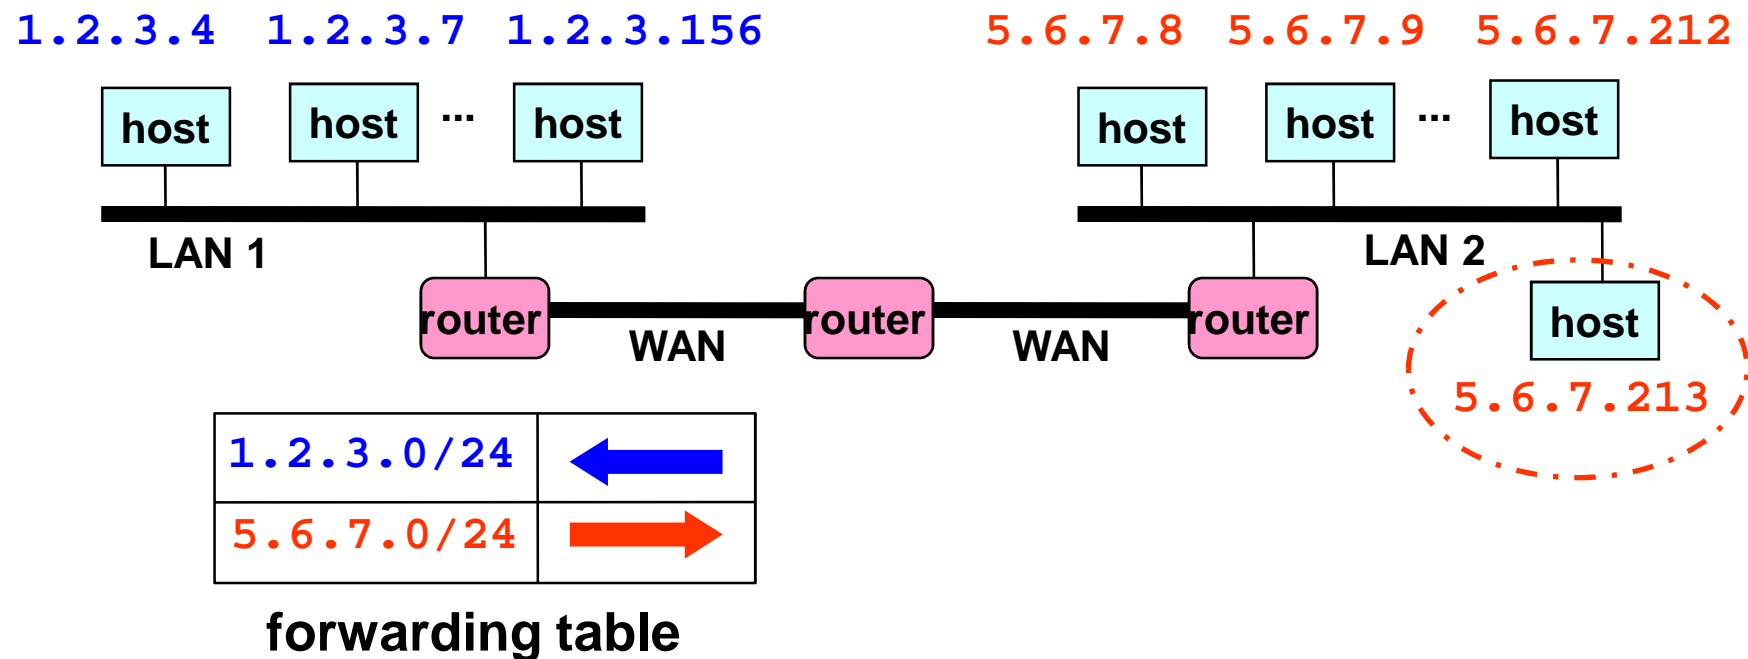 1.2.3.4 1.2.3.7 1.2.3.156 5.6.7.8 5.6.7.9 5.6.7.212
host host ... host host host ... host
LAN 1 LAN 2
router WAN router WAN router host
5.6.7.213
1.2.3.0/24
5.6.7.0/24
forwarding table